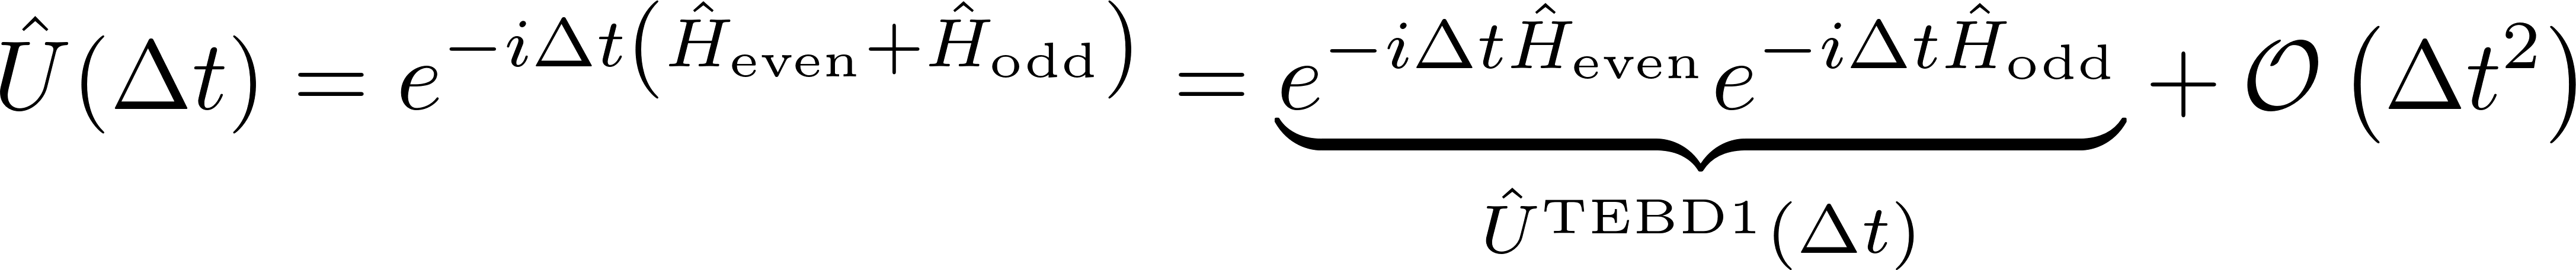 Û(Δt) = e^{−iΔt(Ĥ_even+Ĥ_odd)} = e^{−iΔtĤ_even} e^{−iΔtĤ_odd} + 𝒪(Δt²)
Û^{TEBD1}(Δt)